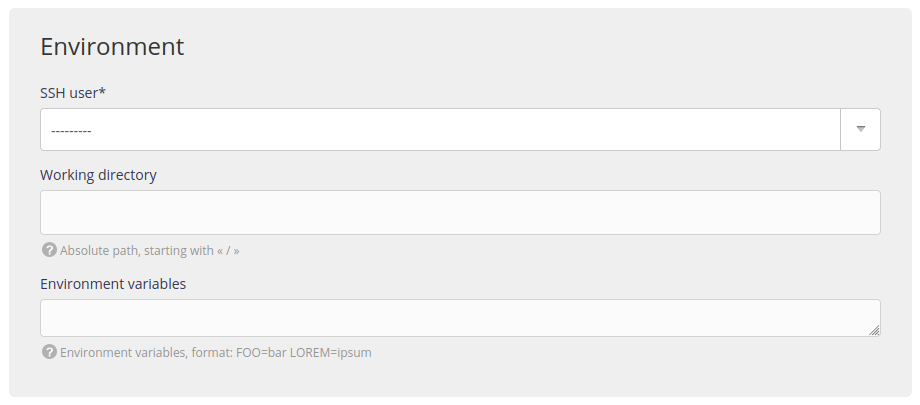 Environment
SSH user*
---------
Working directory
? Absolute path, starting with « / »
Environment variables
? Environment variables, format: FOO=bar LOREM=ipsum